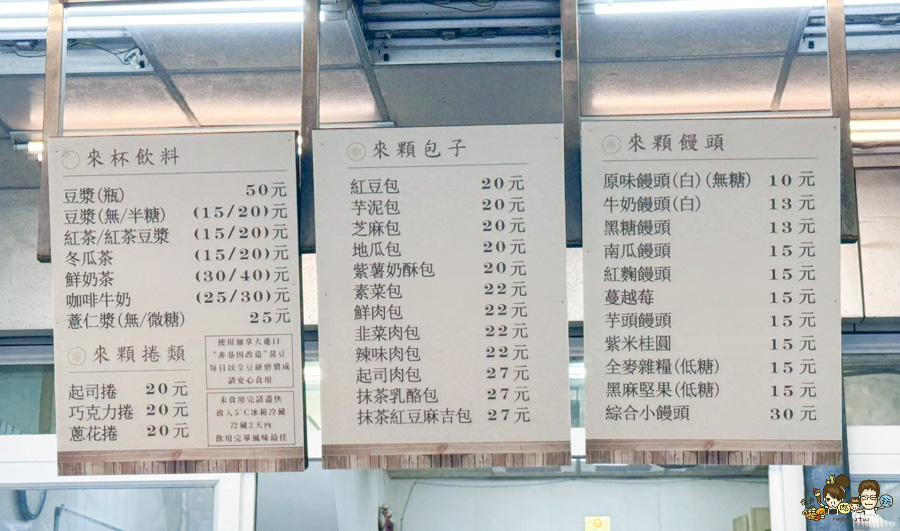 來杯飲料
豆漿(瓶) 50元
豆漿(無/半糖) (15/20)元
紅茶/紅茶豆漿 (15/20)元
冬瓜茶 (15/20)元
鮮奶茶 (30/40)元
咖啡牛奶 (25/30)元
薏仁漿(無/微糖) 25元
來顆捲類
起司捲 20元
巧克力捲 20元
蔥花捲 20元
使用加拿大進口
"非基因改造"黃豆
每日以全豆研磨製成
請安心食用
未食用完請盡快
放入5°C冰箱冷藏
冷藏2天內
飲用完畢風味最佳
來顆包子
紅豆包 20元
芋泥包 20元
芝麻包 20元
地瓜包 20元
紫薯奶酥包 20元
素菜包 22元
鮮肉包 22元
韭菜肉包 22元
辣味肉包 22元
起司肉包 27元
抹茶乳酪包 27元
抹茶紅豆麻吉包 27元
來顆饅頭
原味饅頭(白)(無糖) 10元
牛奶饅頭(白) 13元
黑糖饅頭 13元
南瓜饅頭 15元
紅麴饅頭 15元
蔓越莓 15元
芋頭饅頭 15元
紫米桂圓 15元
全麥雜糧(低糖) 15元
黑麻堅果(低糖) 15元
綜合小饅頭 30元